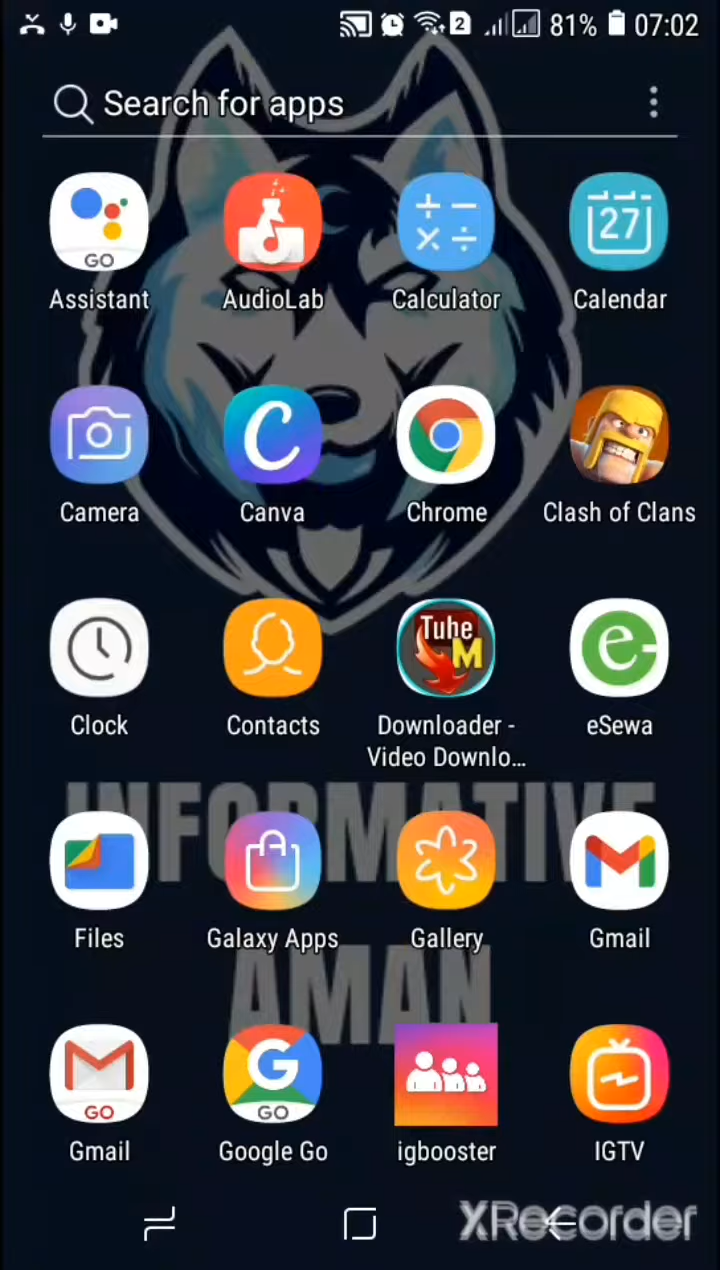 2 81% 07:02
Search for apps
GO 27
Assistant AudioLab Calculator Calendar
C
Camera Canva Chrome Clash of Clans
Tube
M e
Clock Contacts Downloader - eSewa
Video Downlo...
INFORMATIVE
Files Galaxy Apps Gallery Gmail
AMAN
G
GO GO
Gmail Google Go igbooster IGTV
XRecorder